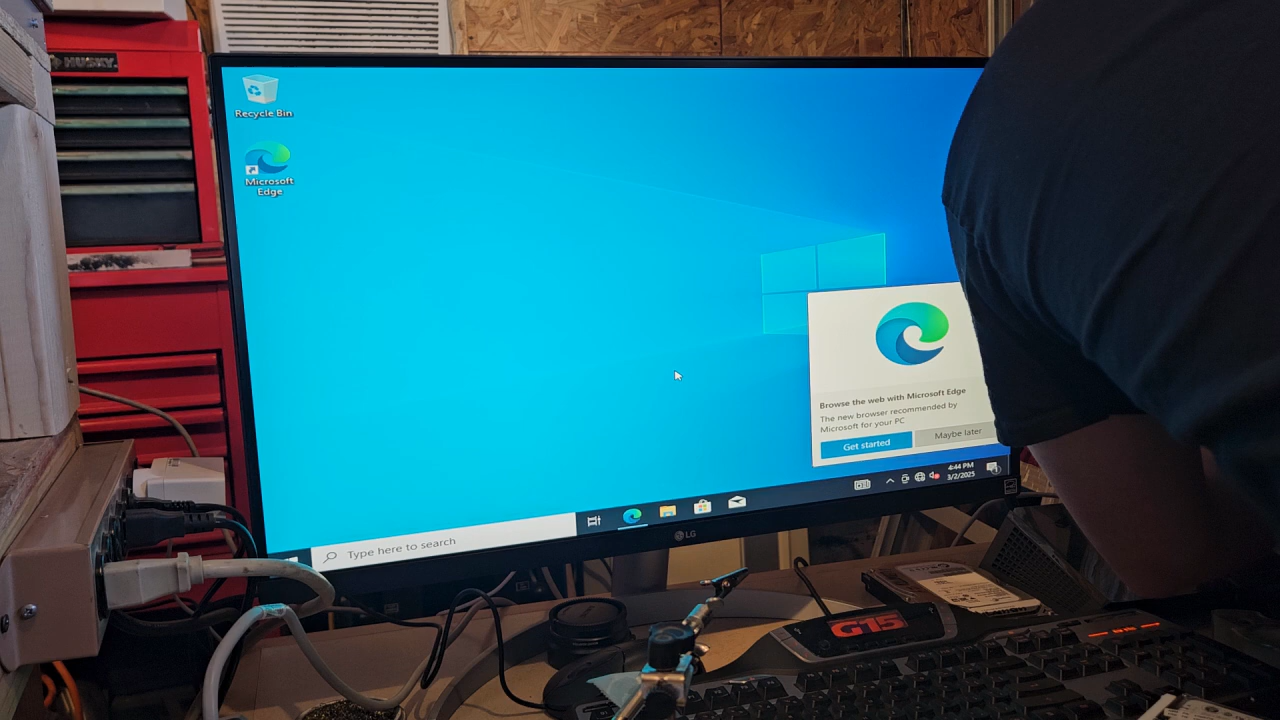 HUSKY
Recycle Bin
Microsoft
Edge
Browse the web with Microsoft Edge
The new browser recommended by
Microsoft for your PC
Get started
Maybe later
4:44 PM
3/2/2025
Type here to search
LG
G15